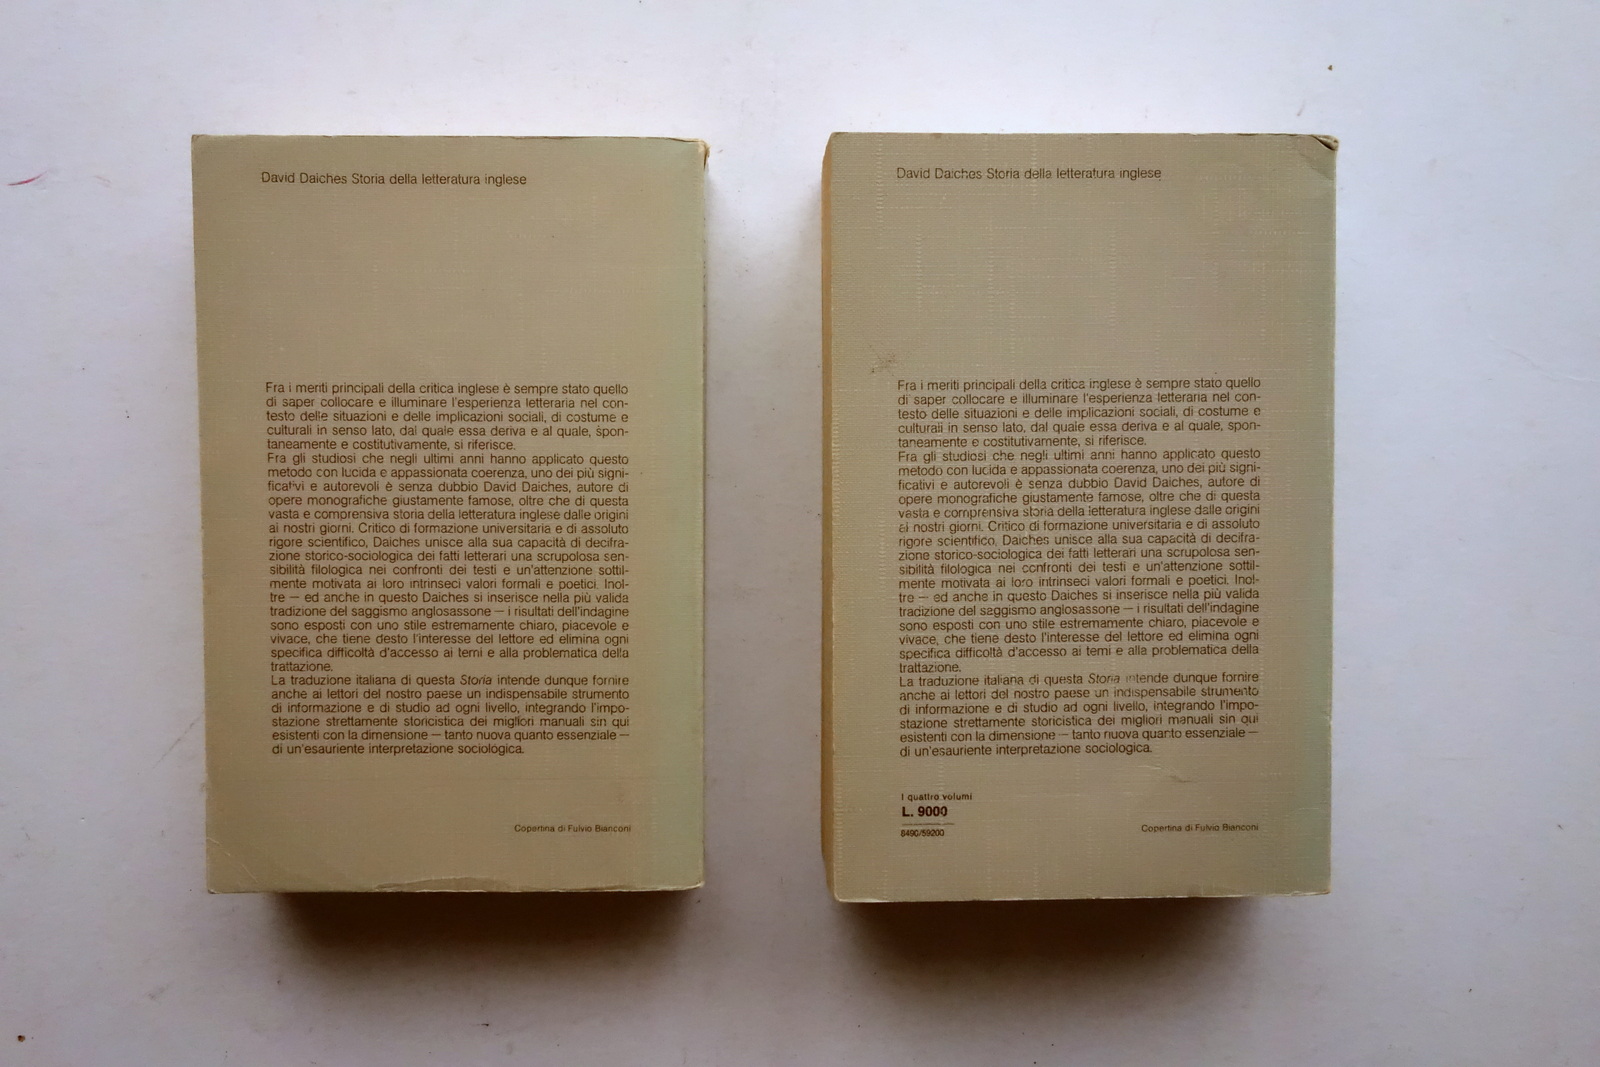 David Daiches Storia della letteratura inglese
Fra i meriti principali della critica inglese è sempre stato quello
di saper collocare e illuminare l'esperienza letteraria nel con-
testo delle situazioni e delle implicazioni sociali, di costume e
culturali in senso lato, dal quale essa deriva e al quale, spon-
taneamente e costitutivamente, si riferisce.
Fra gli studiosi che negli ultimi anni hanno applicato questo
metodo con lucida e appassionata coerenza, uno dei più signi-
ficativi e autorevoli è senza dubbio David Daiches, autore di
opere monografiche giustamente famose, oltre che di questa
vasta e comprensiva storia della letteratura inglese dalle origini
ai nostri giorni. Critico di formazione universitaria e di assoluto
rigore scientifico, Daiches unisce alla sua capacità di decifra-
zione storico-sociologica dei fatti letterari una scrupolosa sen-
sibilità filologica nei confronti dei testi e un'attenzione sottil-
mente motivata ai loro intrinseci valori formali e poetici. Inol-
tre — ed anche in questo Daiches si inserisce nella più valida
tradizione del saggismo anglosassone — i risultati dell'indagine
sono esposti con uno stile estremamente chiaro, piacevole e
vivace, che tiene desto l'interesse del lettore ed elimina ogni
specifica difficoltà d'accesso ai temi e alla problematica della
trattazione.
La traduzione italiana di questa Storia intende dunque fornire
anche ai lettori del nostro paese un indispensabile strumento
di informazione e di studio ad ogni livello, integrando l'impo-
stazione strettamente storicistica dei migliori manuali sin qui
esistenti con la dimensione — tanto nuova quanto essenziale —
di un'esauriente interpretazione sociologica.
Copertina di Fulvio Bianconi
David Daiches Storia della letteratura inglese
Fra i meriti principali della critica inglese è sempre stato quello
di saper collocare e illuminare l'esperienza letteraria nel con-
testo delle situazioni e delle implicazioni sociali, di costume e
culturali in senso lato, dal quale essa deriva e al quale, spon-
taneamente e costitutivamente, si riferisce.
Fra gli studiosi che negli ultimi anni hanno applicato questo
metodo con lucida e appassionata coerenza, uno dei più signi-
ficativi e autorevoli è senza dubbio David Daiches, autore di
opere monografiche giustamente famose, oltre che di questa
vasta e comprensiva storia della letteratura inglese dalle origini
ai nostri giorni. Critico di formazione universitaria e di assoluto
rigore scientifico, Daiches unisce alla sua capacità di decifra-
zione storico-sociologica dei fatti letterari una scrupolosa sen-
sibilità filologica nei confronti dei testi e un'attenzione sottil-
mente motivata ai loro intrinseci valori formali e poetici. Inol-
tre — ed anche in questo Daiches si inserisce nella più valida
tradizione del saggismo anglosassone — i risultati dell'indagine
sono esposti con uno stile estremamente chiaro, piacevole e
vivace, che tiene desto l'interesse del lettore ed elimina ogni
specifica difficoltà d'accesso ai temi e alla problematica della
trattazione.
La traduzione italiana di questa Storia intende dunque fornire
anche ai lettori del nostro paese un indispensabile strumento
di informazione e di studio ad ogni livello, integrando l'impo-
stazione strettamente storicistica dei migliori manuali sin qui
esistenti con la dimensione — tanto nuova quanto essenziale —
di un'esauriente interpretazione sociologica.
I quattro volumi
L. 9000
8490/59200
Copertina di Fulvio Bianconi